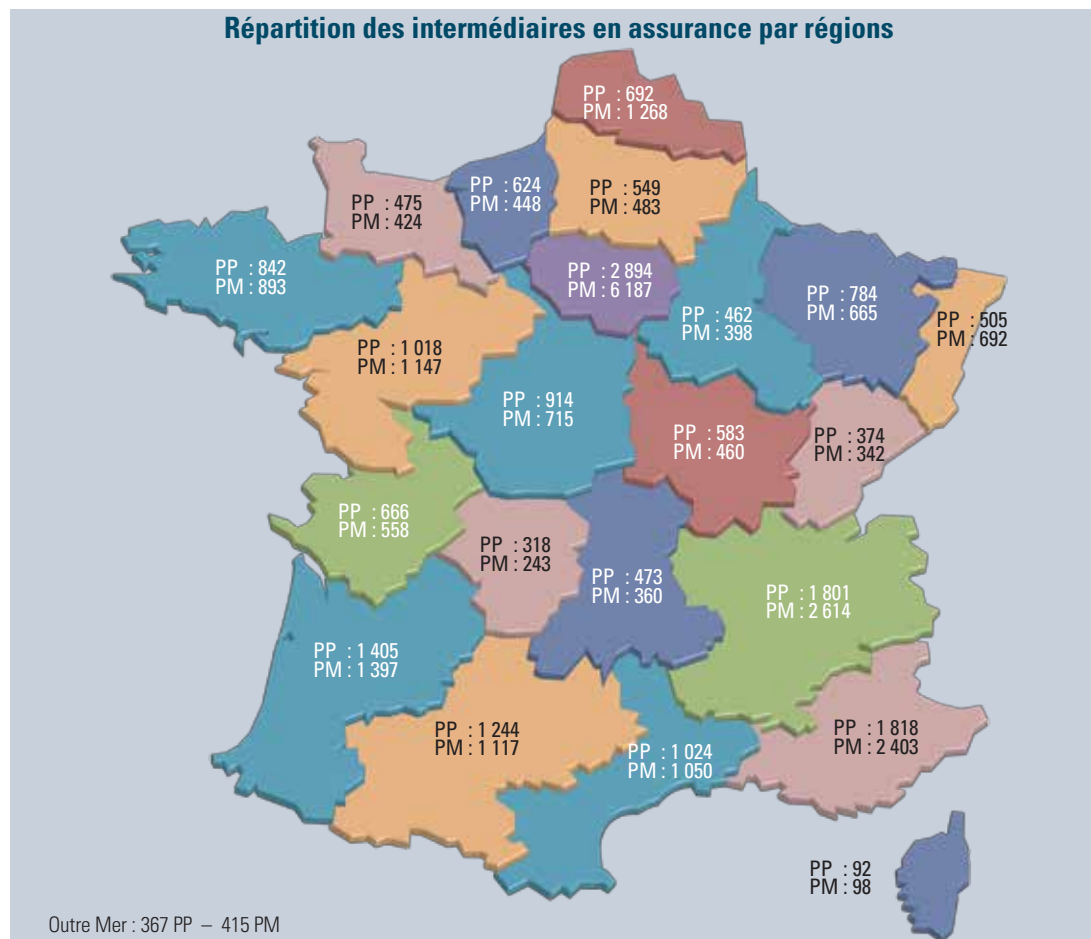 Répartition des intermédiaires en assurance par régions
PP : 692
PM : 1 268
PP : 624
PM : 448
PP : 549
PM : 483
PP : 475
PM : 424
PP : 842
PM : 893
PP : 2 894
PM : 6 187
PP : 462
PM : 398
PP : 784
PM : 665
PP : 505
PM : 692
PP : 1 018
PM : 1 147
PP : 914
PM : 715
PP : 583
PM : 460
PP : 374
PM : 342
PP : 666
PM : 558
PP : 318
PM : 243
PP : 473
PM : 360
PP : 1 801
PM : 2 614
PP : 1 405
PM : 1 397
PP : 1 244
PM : 1 117
PP : 1 024
PM : 1 050
PP : 1 818
PM : 2 403
PP : 92
PM : 98
Outre Mer : 367 PP – 415 PM